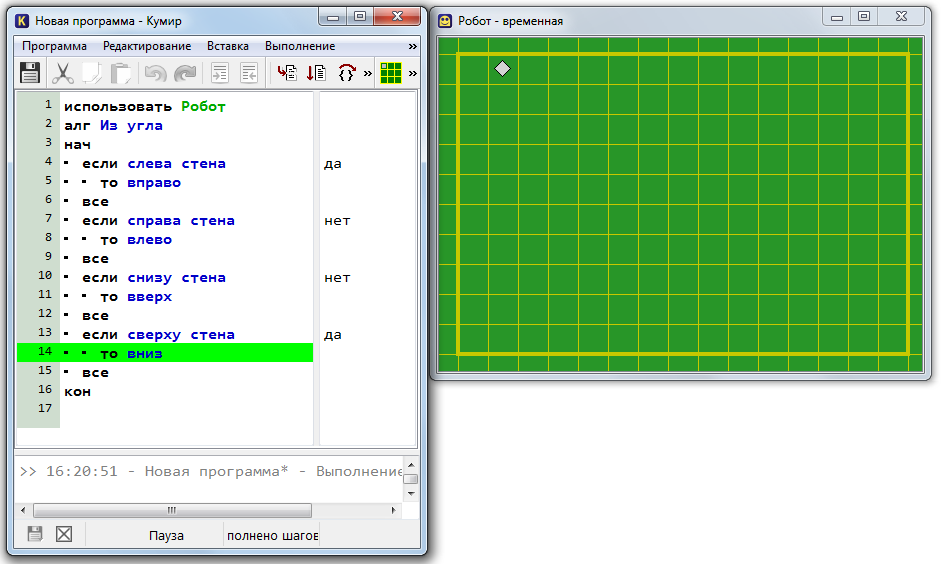 Новая программа - Кумир
Программа Редактирование Вставка Выполнение »
» »
1 использовать Робот
2 алг Из угла
3 нач
4 если слева стена да
5 то вправо
6 все
7 если справа стена нет
8 то влево
9 все
10 если снизу стена нет
11 то вверх
12 все
13 если сверху стена да
14 то вниз
15 все
16 кон
17
>> 16:20:51 - Новая программа* - Выполнение
Пауза полнено шагов
Робот - временная